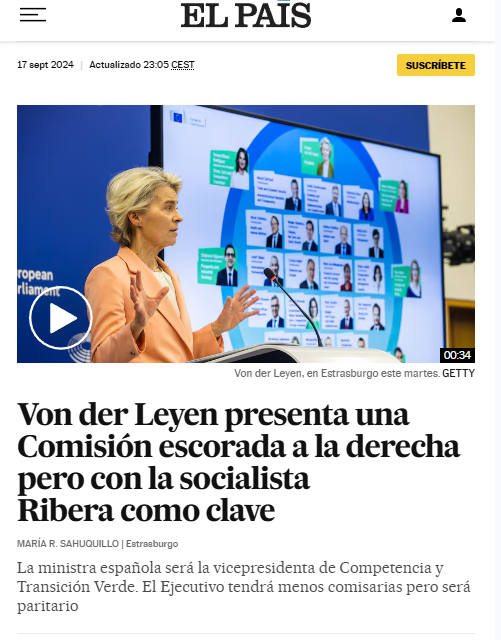 EL PAÍS
17 sept 2024 | Actualizado 23:05 CEST
SUSCRÍBETE
European
Parliament
00:34
Von der Leyen, en Estrasburgo este martes. GETTY
Von der Leyen presenta una
Comisión escorada a la derecha
pero con la socialista
Ribera como clave
MARÍA R. SAHUQUILLO | Estrasburgo
La ministra española será la vicepresidenta de Competencia y
Transición Verde. El Ejecutivo tendrá menos comisarias pero será
paritario